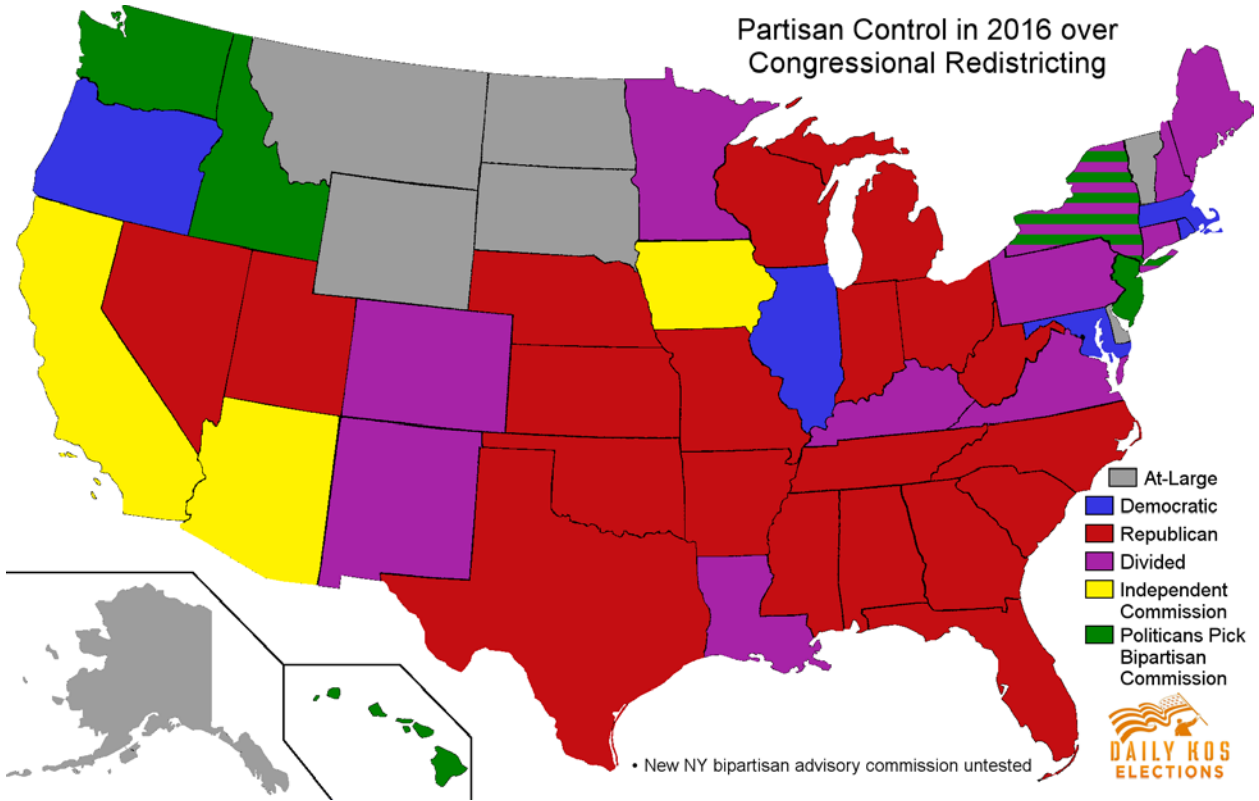 Partisan Control in 2016 over
Congressional Redistricting
At-Large
Democratic
Republican
Divided
Independent
Commission
Politicans Pick
Bipartisan
Commission
DAILY KOS
ELECTIONS
• New NY bipartisan advisory commission untested